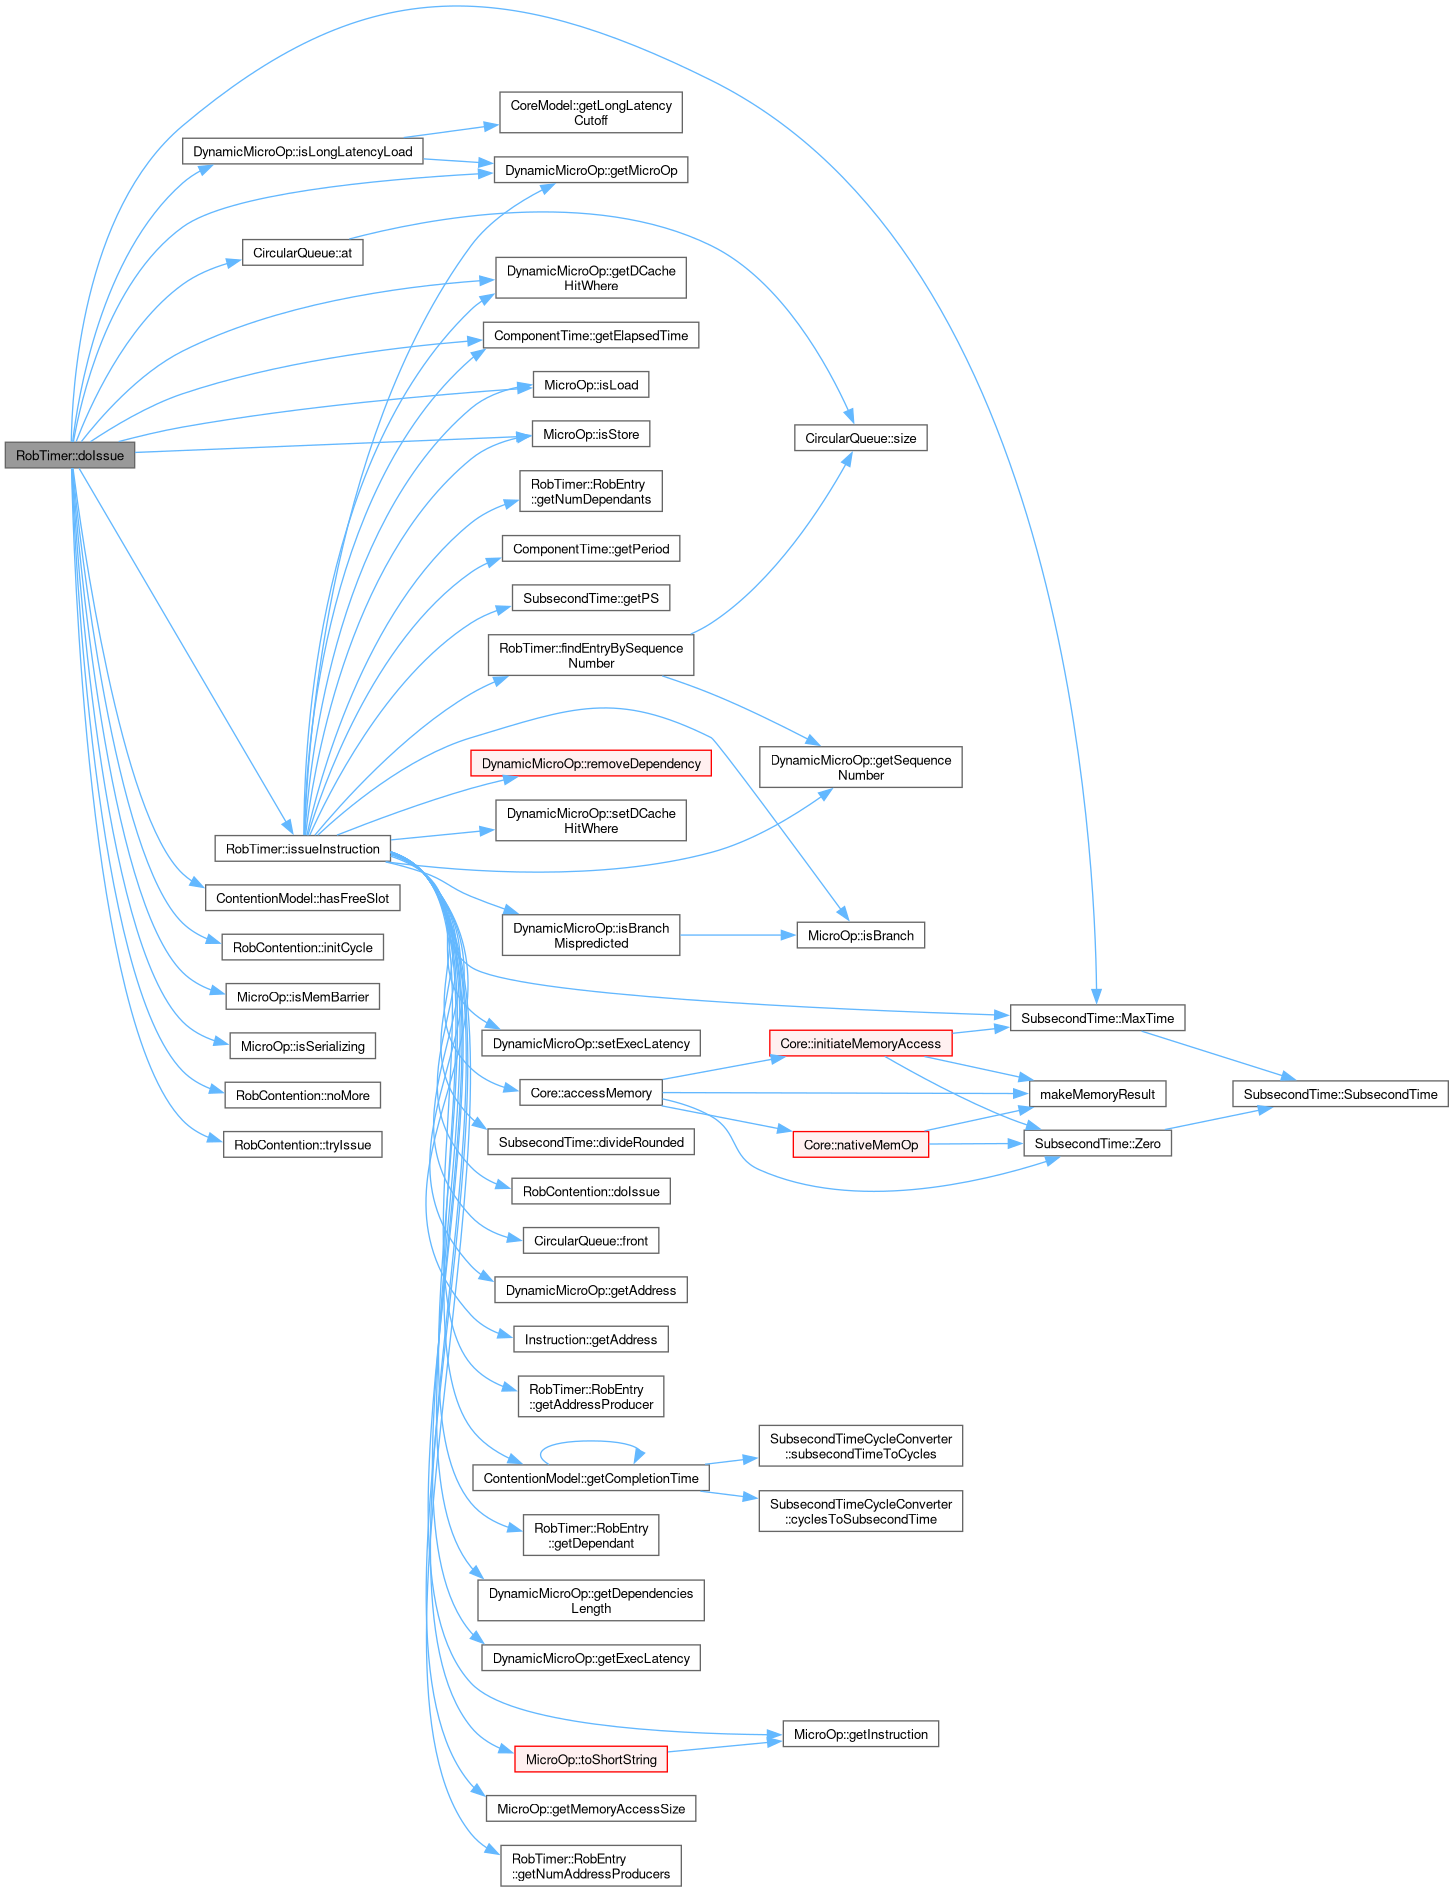 RobTimer::doIssue
DynamicMicroOp::isLongLatencyLoad
CircularQueue::at
RobTimer::issueInstruction
ContentionModel::hasFreeSlot
RobContention::initCycle
MicroOp::isMemBarrier
MicroOp::isSerializing
RobContention::noMore
RobContention::tryIssue
CoreModel::getLongLatency
Cutoff
DynamicMicroOp::getMicroOp
DynamicMicroOp::getDCache
HitWhere
ComponentTime::getElapsedTime
MicroOp::isLoad
MicroOp::isStore
RobTimer::RobEntry
::getNumDependants
ComponentTime::getPeriod
SubsecondTime::getPS
RobTimer::findEntryBySequence
Number
DynamicMicroOp::removeDependency
DynamicMicroOp::setDCache
HitWhere
DynamicMicroOp::isBranch
Mispredicted
DynamicMicroOp::setExecLatency
Core::accessMemory
SubsecondTime::divideRounded
RobContention::doIssue
CircularQueue::front
DynamicMicroOp::getAddress
Instruction::getAddress
RobTimer::RobEntry
::getAddressProducer
ContentionModel::getCompletionTime
RobTimer::RobEntry
::getDependant
DynamicMicroOp::getDependencies
Length
DynamicMicroOp::getExecLatency
MicroOp::toShortString
MicroOp::getMemoryAccessSize
RobTimer::RobEntry
::getNumAddressProducers
CircularQueue::size
DynamicMicroOp::getSequence
Number
MicroOp::isBranch
Core::initiateMemoryAccess
Core::nativeMemOp
SubsecondTimeCycleConverter
::subsecondTimeToCycles
SubsecondTimeCycleConverter
::cyclesToSubsecondTime
MicroOp::getInstruction
SubsecondTime::MaxTime
makeMemoryResult
SubsecondTime::Zero
SubsecondTime::SubsecondTime